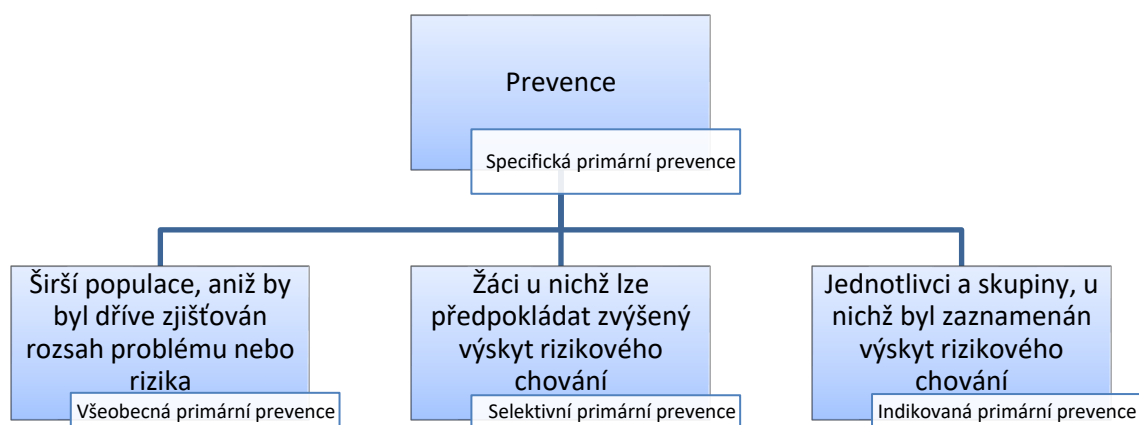 Prevence
Specifická primární prevence
Širší populace, aniž by
byl dříve zjišťován
rozsah problému nebo
rizika
Všeobecná primární prevence
Žáci u nichž lze
předpokládat zvýšený
výskyt rizikového
chování
Selektivní primární prevence
Jednotlivci a skupiny, u
nichž byl zaznamenán
výskyt rizikového
chování
Indikovaná primární prevence